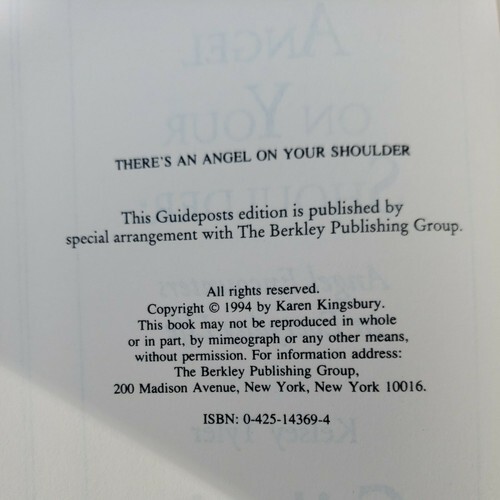 THERE'S AN ANGEL ON YOUR SHOULDER
This Guideposts edition is published by
special arrangement with The Berkley Publishing Group.
All rights reserved.
Copyright © 1994 by Karen Kingsbury.
This book may not be reproduced in whole
or in part, by mimeograph or any other means,
without permission. For information address:
The Berkley Publishing Group,
200 Madison Avenue, New York, New York 10016.
ISBN: 0-425-14369-4